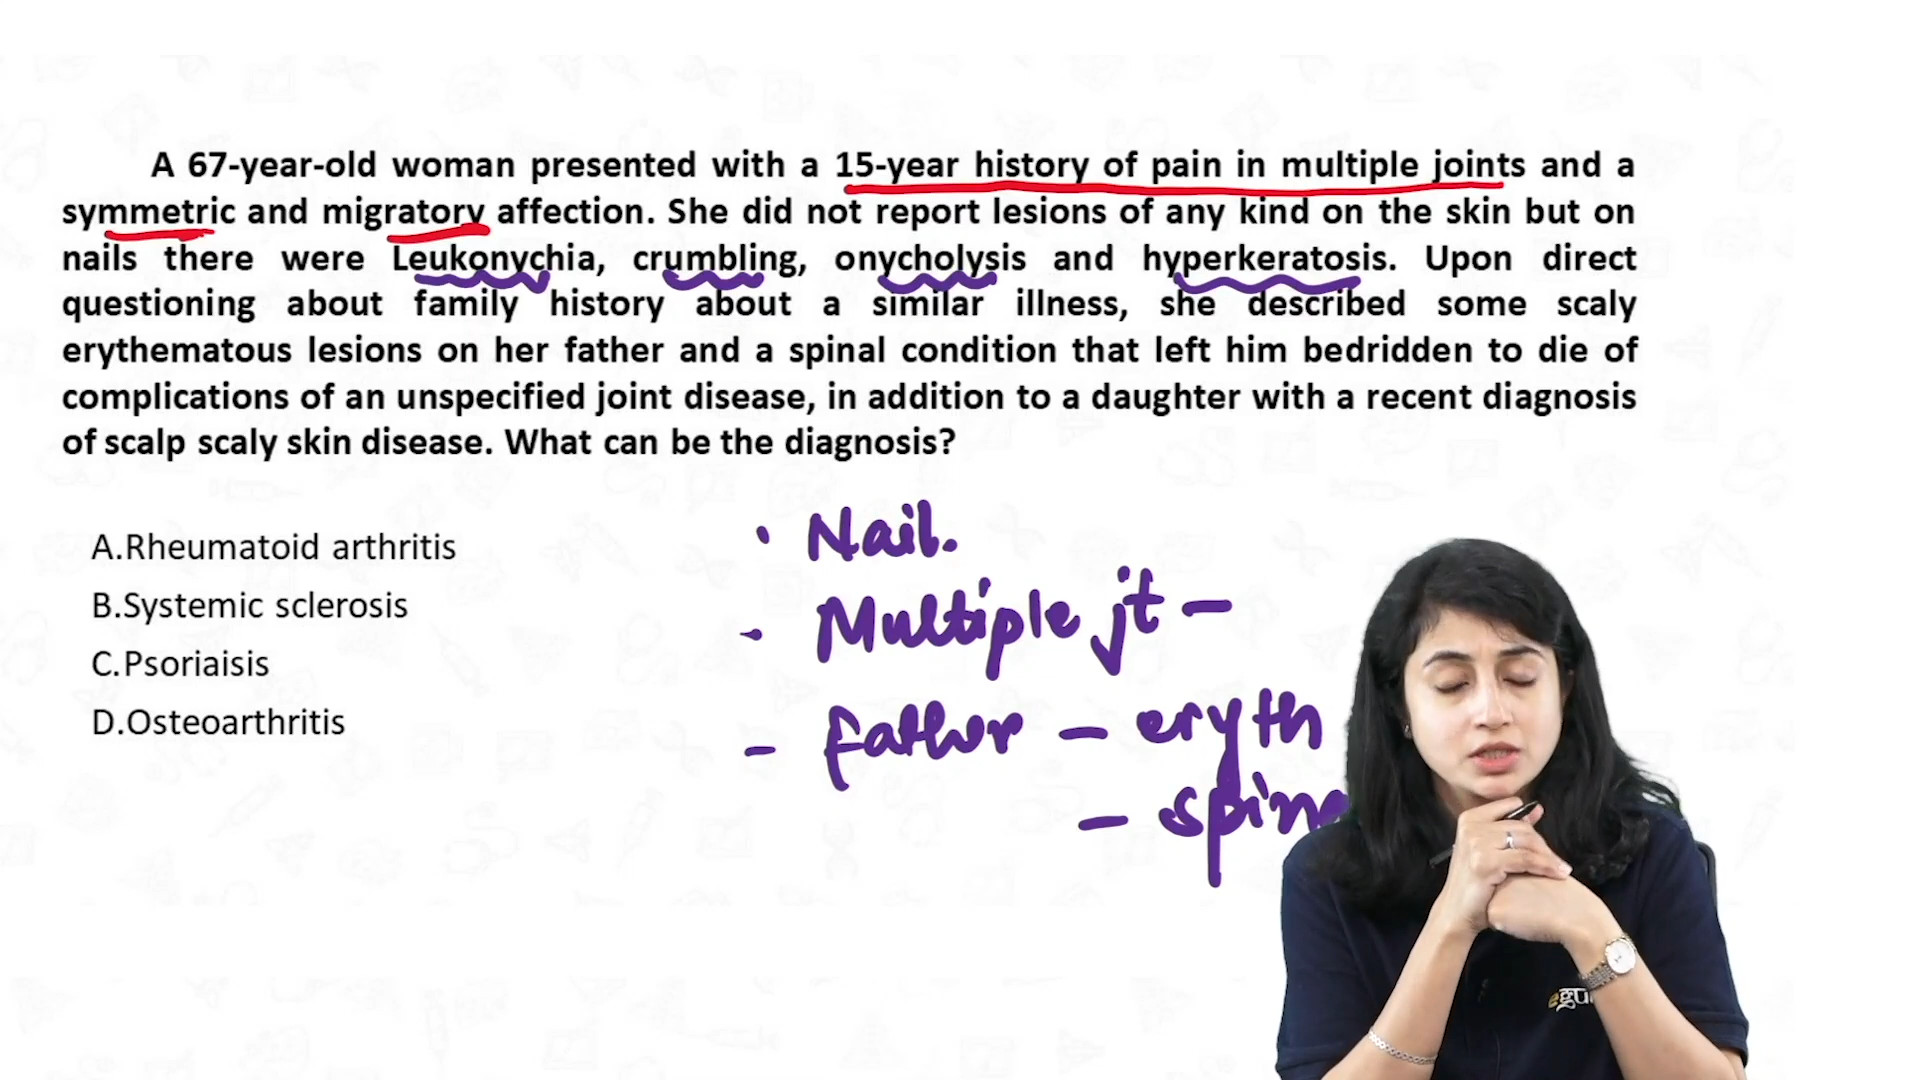 A 67-year-old woman presented with a 15-year history of pain in multiple joints and a
symmetric and migratory affection. She did not report lesions of any kind on the skin but on
nails there were Leukonychia, crumbling, onycholysis and hyperkeratosis. Upon direct
questioning about family history about a similar illness, she described some scaly
erythematous lesions on her father and a spinal condition that left him bedridden to die of
complications of an unspecified joint disease, in addition to a daughter with a recent diagnosis
of scalp scaly skin disease. What can be the diagnosis?
A.Rheumatoid arthritis
B.Systemic sclerosis
C.Psoriaisis
D.Osteoarthritis
• Nail.
- Multiple jt -
- father - eryth
- spine
egu